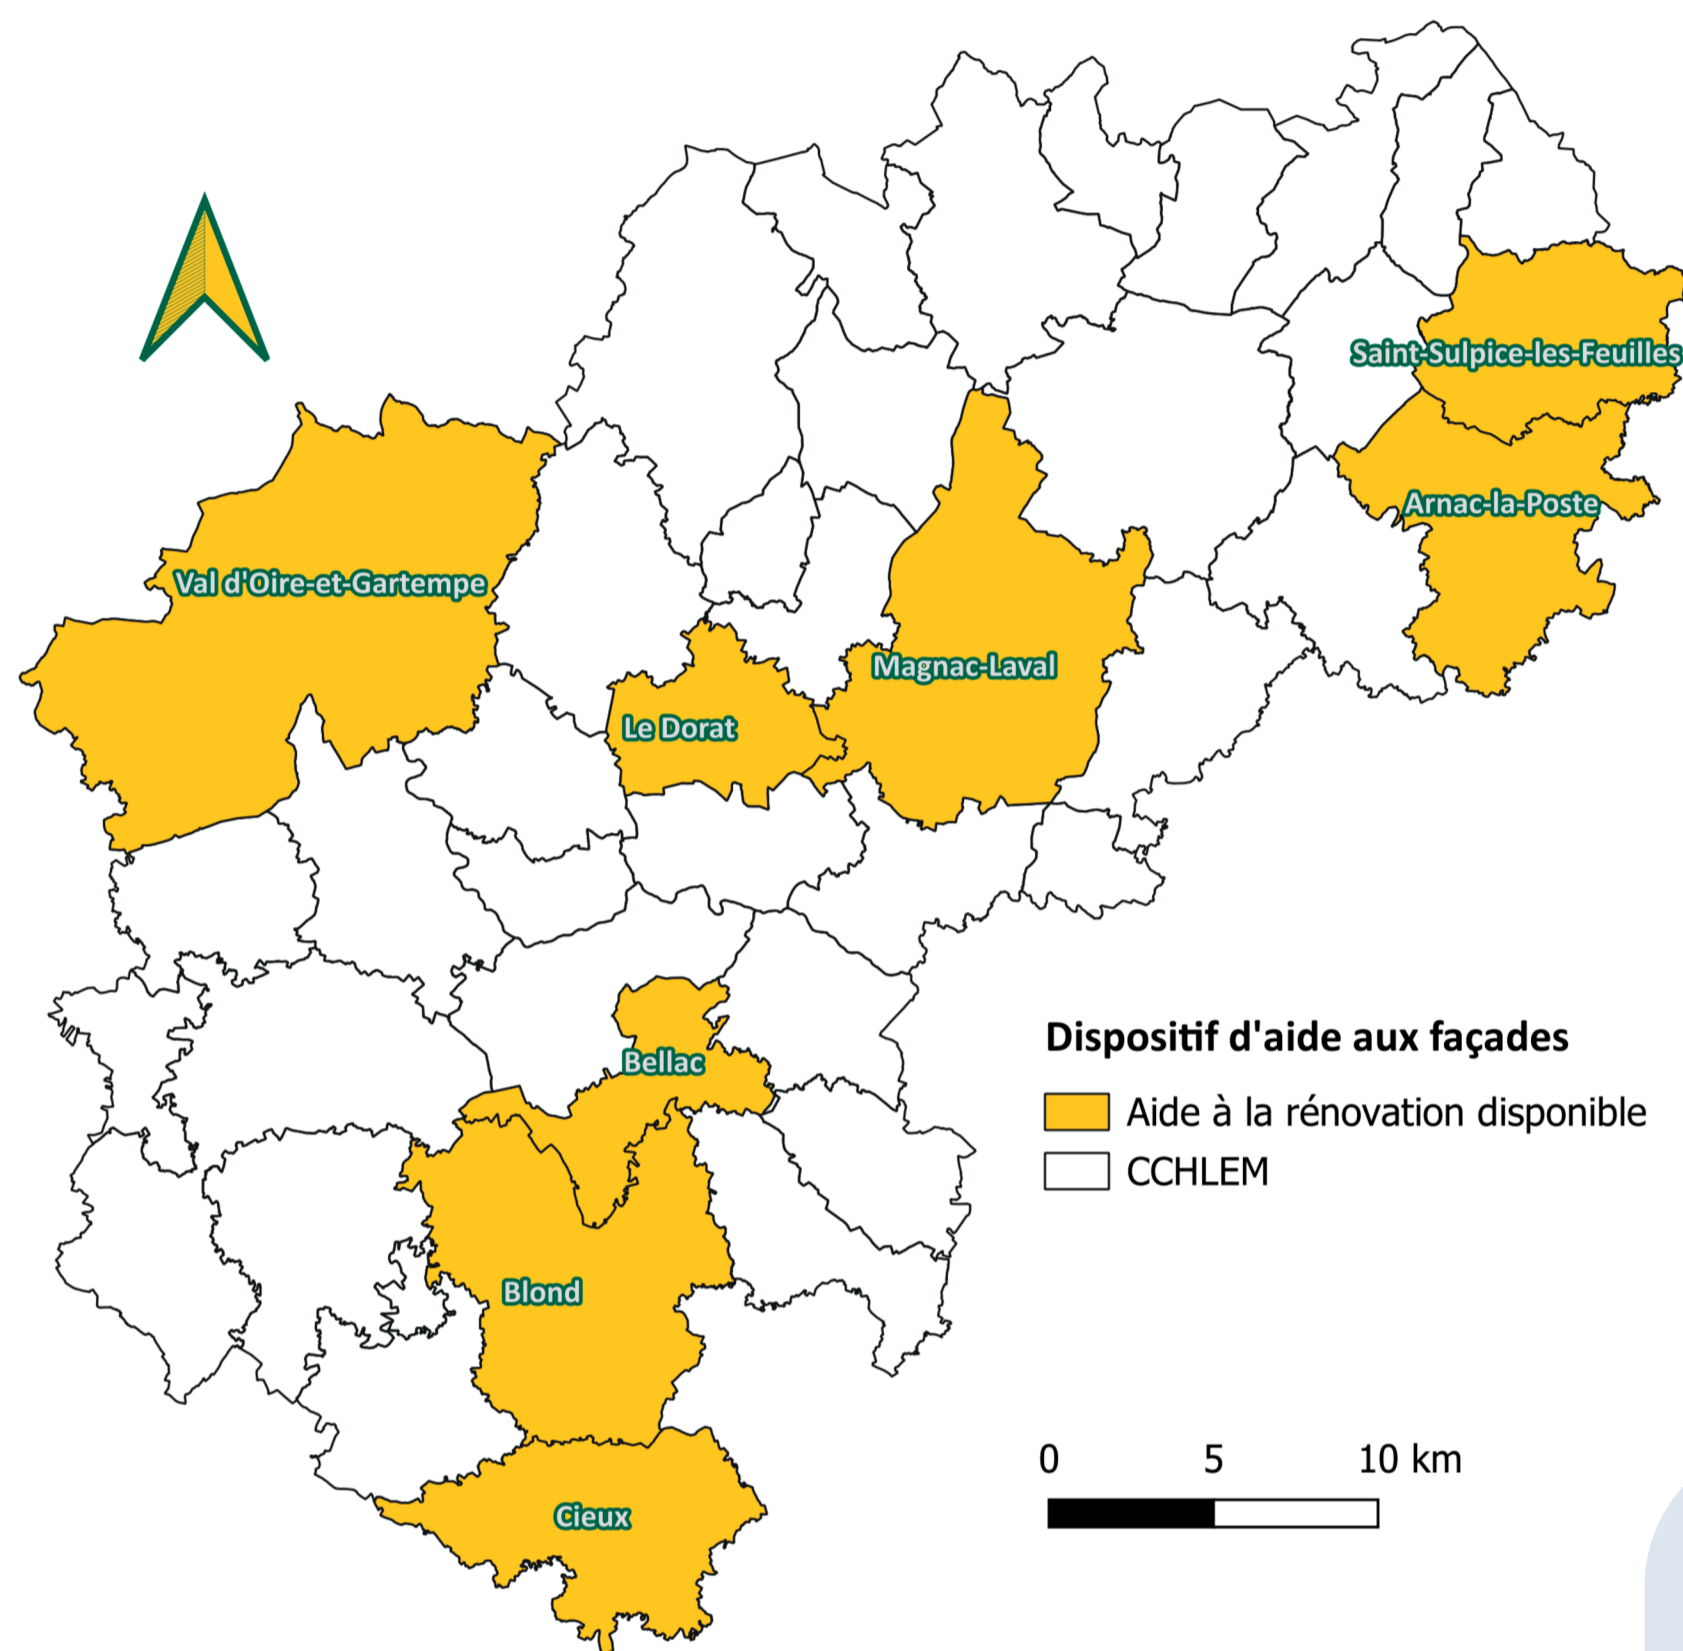 Saint-Sulpice-les-Feuilles
Arnac-la-Poste
Val d'Oire-et-Gartempe
Magnac-Laval
Le Dorat
Bellac
Blond
Cieux
Dispositif d'aide aux façades
Aide à la rénovation disponible
CCHLEM
0 5 10 km